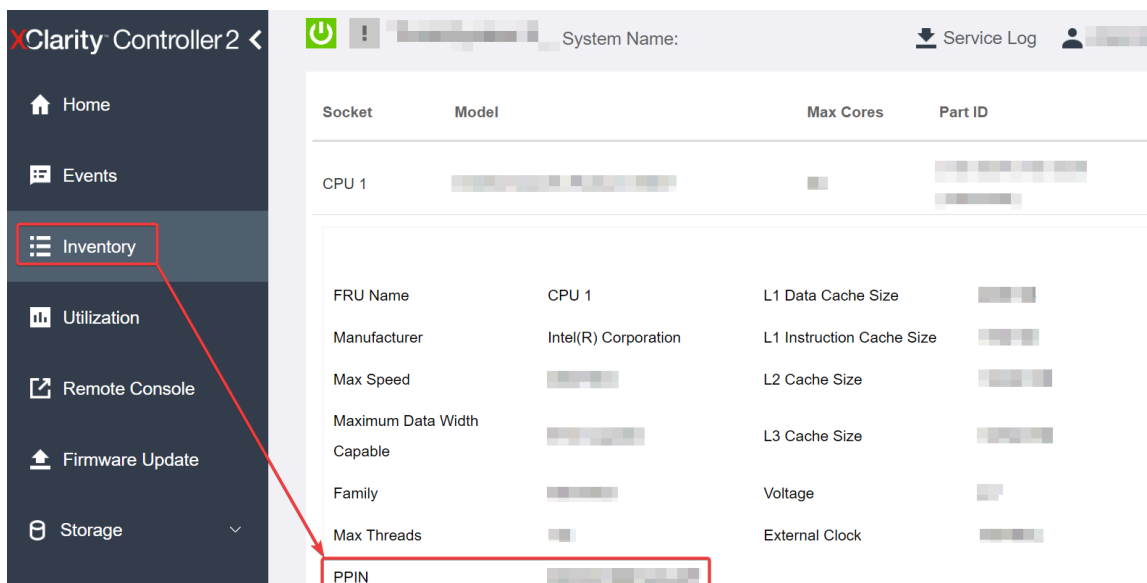 XClarity Controller 2
System Name:
Service Log
Home
Events
Inventory
Utilization
Remote Console
Firmware Update
Storage
Socket Model Max Cores Part ID
CPU 1
FRU Name CPU 1 L1 Data Cache Size
Manufacturer Intel(R) Corporation L1 Instruction Cache Size
Max Speed L2 Cache Size
Maximum Data Width
Capable
L3 Cache Size
Family Voltage
Max Threads External Clock
PPIN